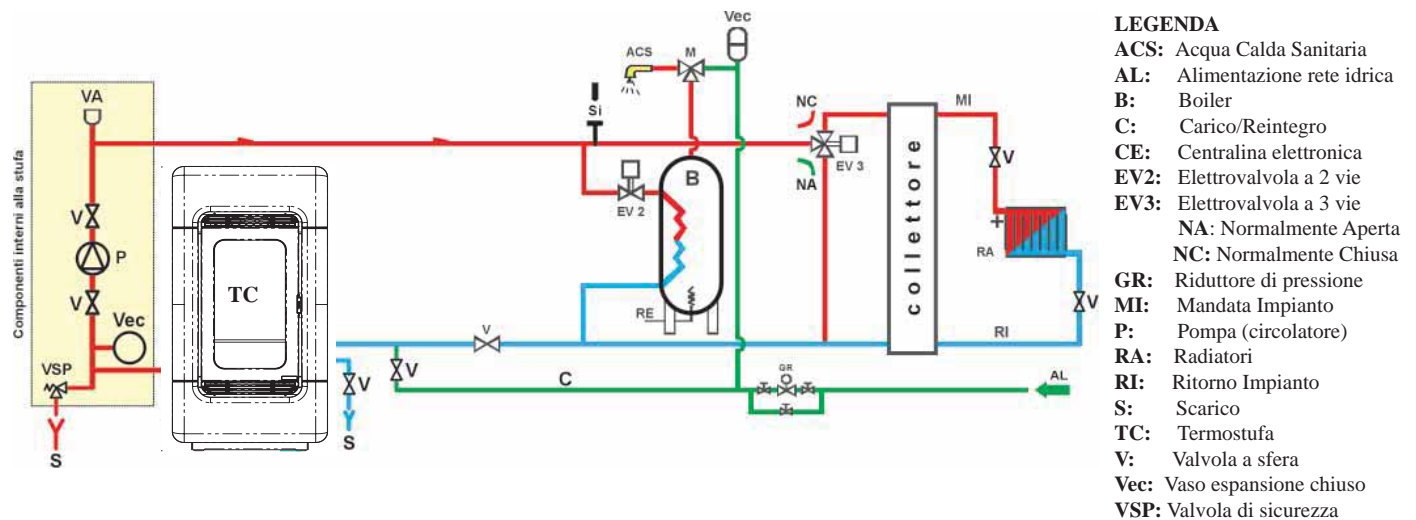 Vec
ACS
M
VA
Si
NC
MI
V
B
EV 3
EV 2
NA
V
P
TC
RA
V
V
Vec
RE
collettore
RI
V
VSP
V
V
C
GR
AL
S
S
Componenti interni alla stufa
LEGENDA
ACS: Acqua Calda Sanitaria
AL: Alimentazione rete idrica
B: Boiler
C: Carico/Reintegro
CE: Centralina elettronica
EV2: Elettrovalvola a 2 vie
EV3: Elettrovalvola a 3 vie
NA: Normalmente Aperta
NC: Normalmente Chiusa
GR: Riduttore di pressione
MI: Mandata Impianto
P: Pompa (circolatore)
RA: Radiatori
RI: Ritorno Impianto
S: Scarico
TC: Termostufa
V: Valvola a sfera
Vec: Vaso espansione chiuso
VSP: Valvola di sicurezza